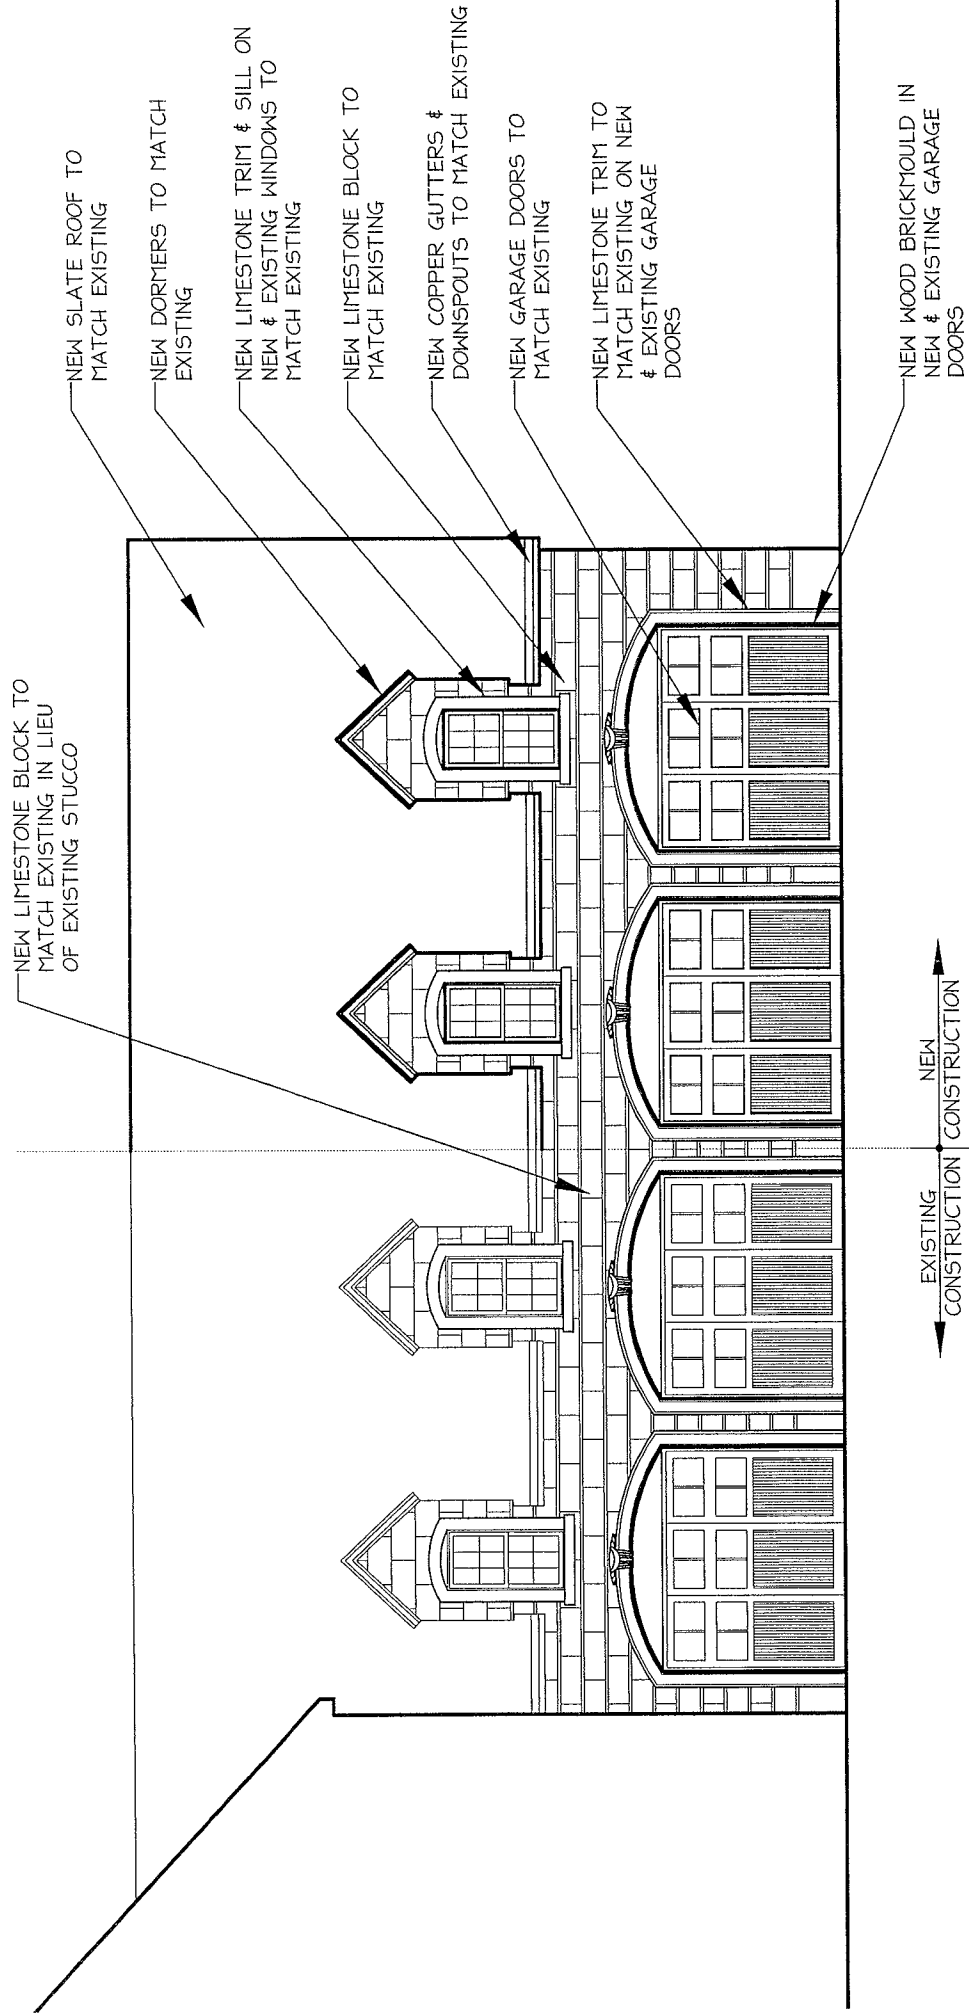 NEW LIMESTONE BLOCK TO
MATCH EXISTING IN LIEU
OF EXISTING STUCCO
NEW SLATE ROOF TO
MATCH EXISTING
NEW DORMERS TO MATCH
EXISTING
NEW LIMESTONE TRIM & SILL ON
NEW & EXISTING WINDOWS TO
MATCH EXISTING
NEW LIMESTONE BLOCK TO
MATCH EXISTING
NEW COPPER GUTTERS &
DOWNSPOUTS TO MATCH EXISTING
NEW GARAGE DOORS TO
MATCH EXISTING
NEW LIMESTONE TRIM TO
MATCH EXISTING ON NEW
& EXISTING GARAGE
DOORS
NEW WOOD BRICKMOULD IN
NEW & EXISTING GARAGE
DOORS
EXISTING
CONSTRUCTION
NEW
CONSTRUCTION